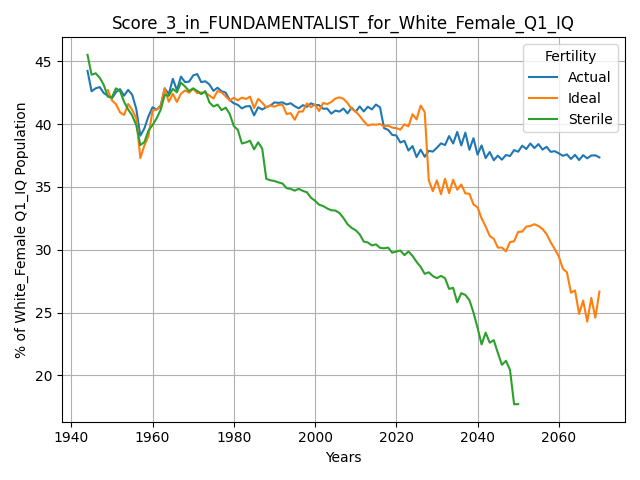 Score_3_in_FUNDAMENTALIST_for_White_Female_Q1_IQ
% of White_Female Q1_IQ Population
45
40
35
30
25
20
Fertility
Actual
Ideal
Sterile
1940
1960
1980
2000
2020
2040
2060
Years